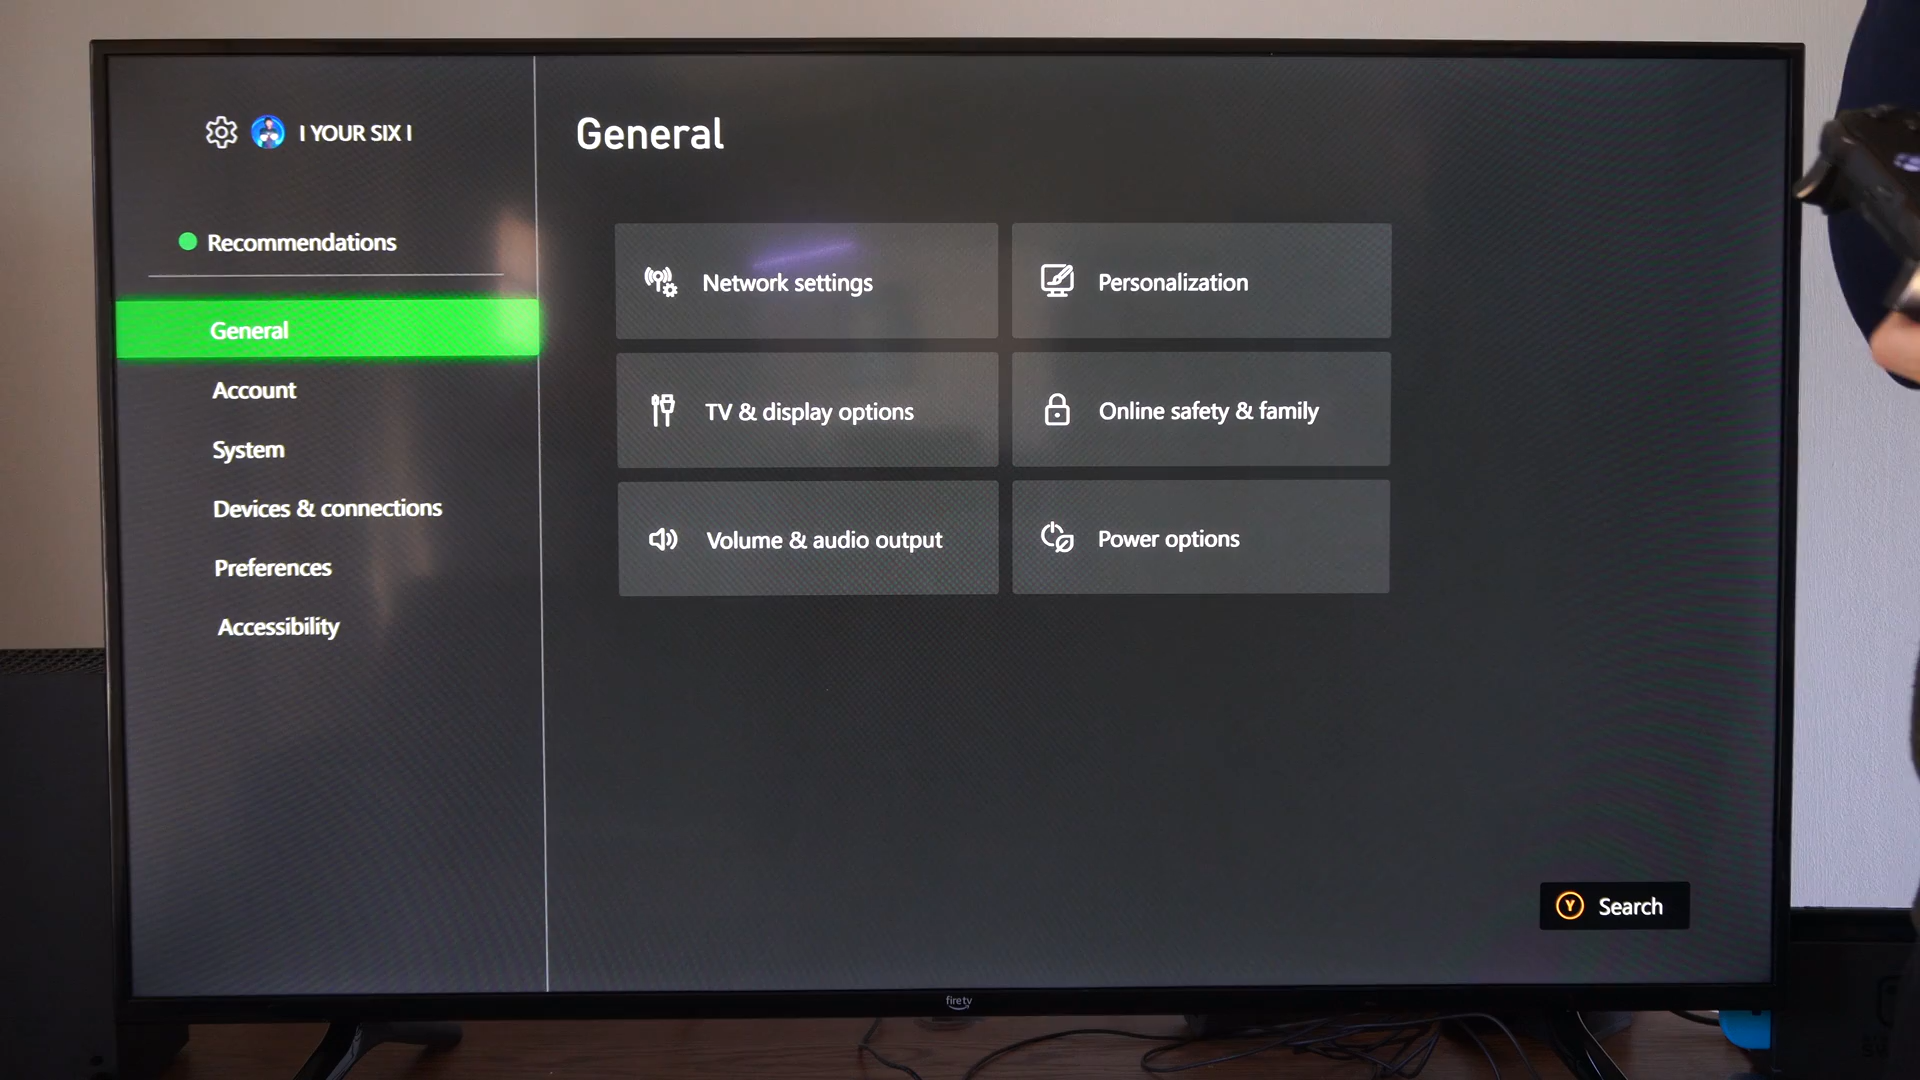 I YOUR SIX I
General
Recommendations
General
Account
System
Devices & connections
Preferences
Accessibility
Network settings
Personalization
TV & display options
Online safety & family
Volume & audio output
Power options
Y Search
firetv